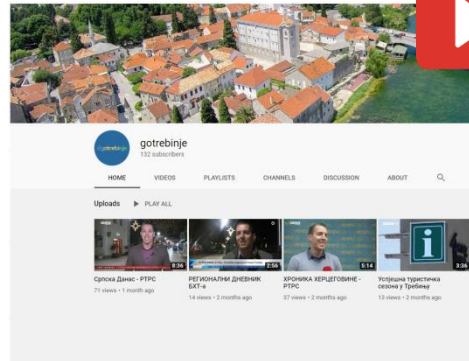 gotrebinje
gotrebinje
132 subscribers
HOME VIDEOS PLAYLISTS CHANNELS DISCUSSION ABOUT
Uploads PLAY ALL
8:36 2:56 5:14 3:36
Српска Данас - РТРС
71 views • 1 month ago
РЕГИОНАЛНИ ДНЕВНИК
БХТ-а
14 views • 2 months ago
ХРОНИКА ХЕРЦЕГОВИНЕ -
РТРС
37 views • 2 months ago
Успјешна туристичка
сезона у Требињу
13 views • 2 months ago